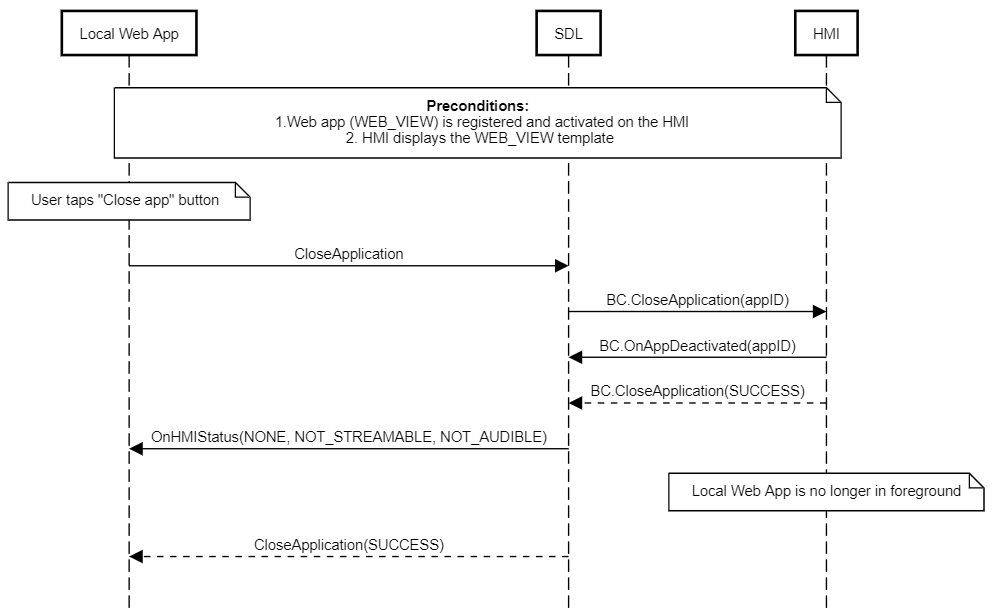 Local Web App
SDL
HMI
Preconditions:
1.Web app (WEB_VIEW) is registered and activated on the HMI
2. HMI displays the WEB_VIEW template
User taps "Close app" button
CloseApplication
BC.CloseApplication(appID)
BC.OnAppDeactivated(appID)
BC.CloseApplication(SUCCESS)
OnHMIStatus(NONE, NOT_STREAMABLE, NOT_AUDIBLE)
Local Web App is no longer in foreground
CloseApplication(SUCCESS)